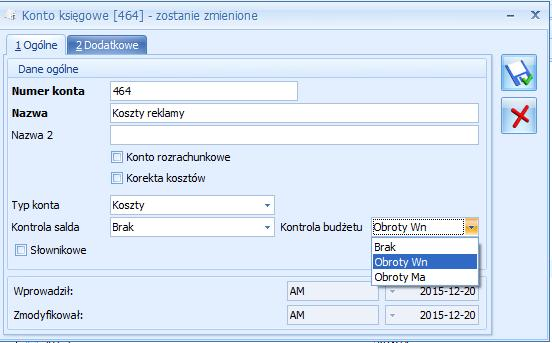 Konto księgowe [464] - zostanie zmienione
1 Ogólne 2 Dodatkowe
Dane ogólne
Numer konta 464
Nazwa Koszty reklamy
Nazwa 2
Konto rozrachunkowe
Korekta kosztów
Typ konta Koszty
Kontrola salda Brak Kontrola budżetu Obroty Wn
Brak
Słownikowe
Obroty Wn
Obroty Ma
Wprowadził: AM 2015-12-20
Zmodyfikował: AM 2015-12-20